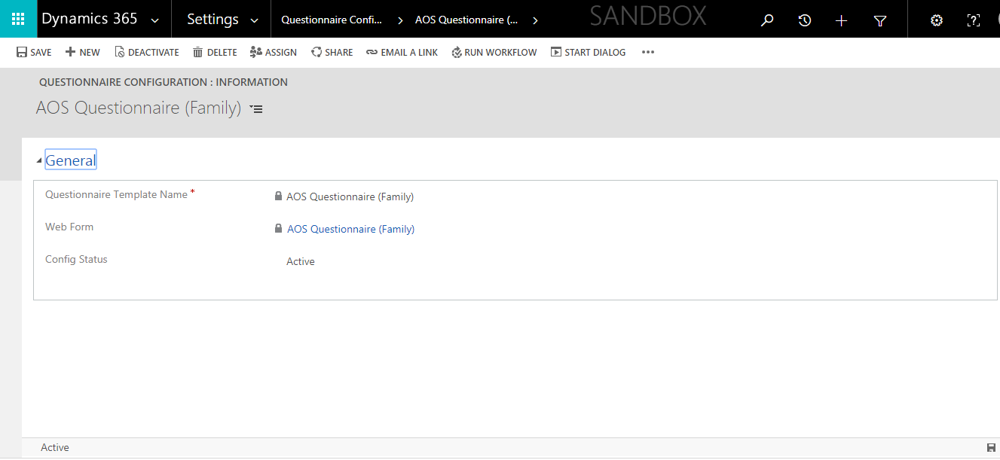 Dynamics 365 Settings Questionnaire Confi... AOS Questionnaire (... SANDBOX
SAVE NEW DEACTIVATE DELETE ASSIGN SHARE EMAIL A LINK RUN WORKFLOW START DIALOG •••
QUESTIONNAIRE CONFIGURATION : INFORMATION
AOS Questionnaire (Family)
General
Questionnaire Template Name * AOS Questionnaire (Family)
Web Form AOS Questionnaire (Family)
Config Status Active
Active